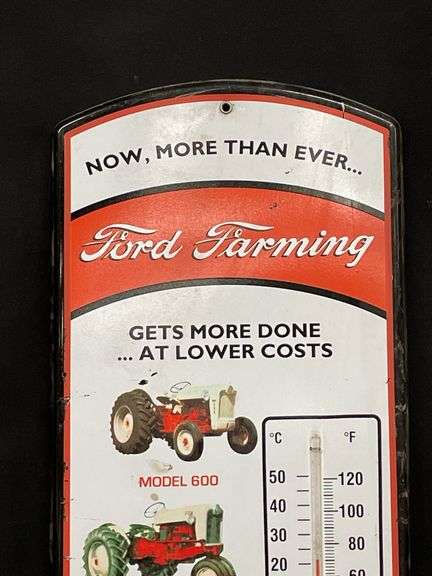 NOW, MORE THAN EVER...
Ford Farming
GETS MORE DONE
... AT LOWER COSTS
MODEL 600
°C °F
50 120
40 100
30 80
20 60